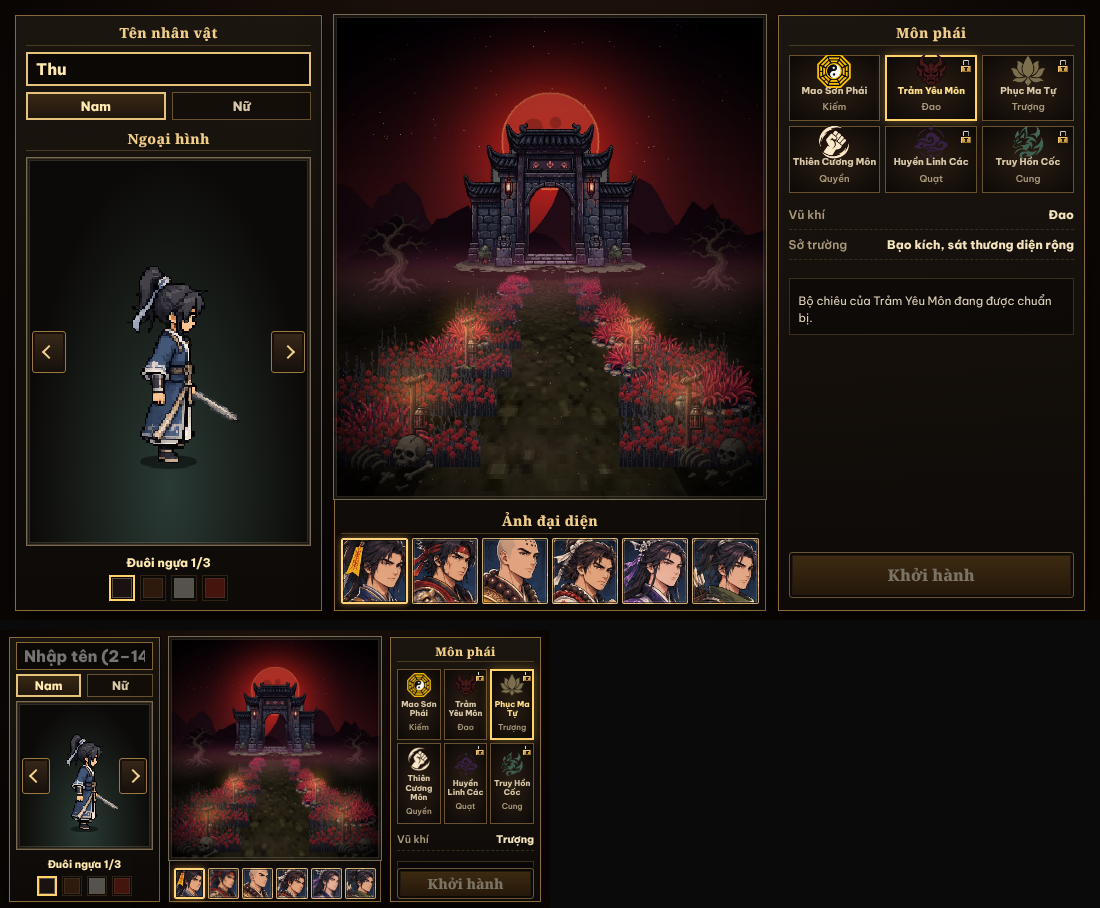 Tên nhân vật
Thu
Nam
Nữ
Ngoại hình
Đuôi ngựa 1/3
Ảnh đại diện
Môn phái
Mao Sơn Phái
Kiếm
Trảm Yêu Môn
Đao
Phục Ma Tự
Trượng
Thiên Cương Môn
Quyền
Huyền Linh Các
Quạt
Truy Hồn Cốc
Cung
Vũ khí
Đao
Sở trường
Bạo kích, sát thương diện rộng
Bộ chiêu của Trảm Yêu Môn đang được chuẩn
bị.
Khởi hành
Nhập tên (2–14
Nam
Nữ
Đuôi ngựa 1/3
Môn phái
Mao Sơn
Phái
Kiếm
Trảm
Yêu Môn
Đao
Phục Ma
Tự
Trượng
Thiên
Cương
Môn
Quyền
Huyền
Linh Các
Quạt
Truy Hồn
Cốc
Cung
Vũ khí
Trượng
Khởi hành